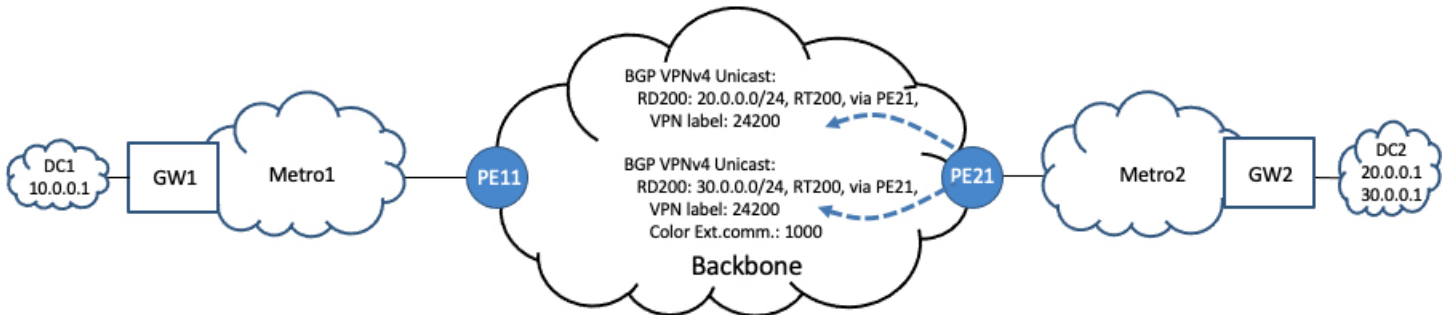 DC1
10.0.0.1
GW1
Metro1
PE11
BGP VPNv4 Unicast:
RD200: 20.0.0.0/24, RT200, via PE21,
VPN label: 24200
BGP VPNv4 Unicast:
RD200: 30.0.0.0/24, RT200, via PE21,
VPN label: 24200
Color Ext.comm.: 1000
Backbone
PE21
Metro2
GW2
DC2
20.0.0.1
30.0.0.1